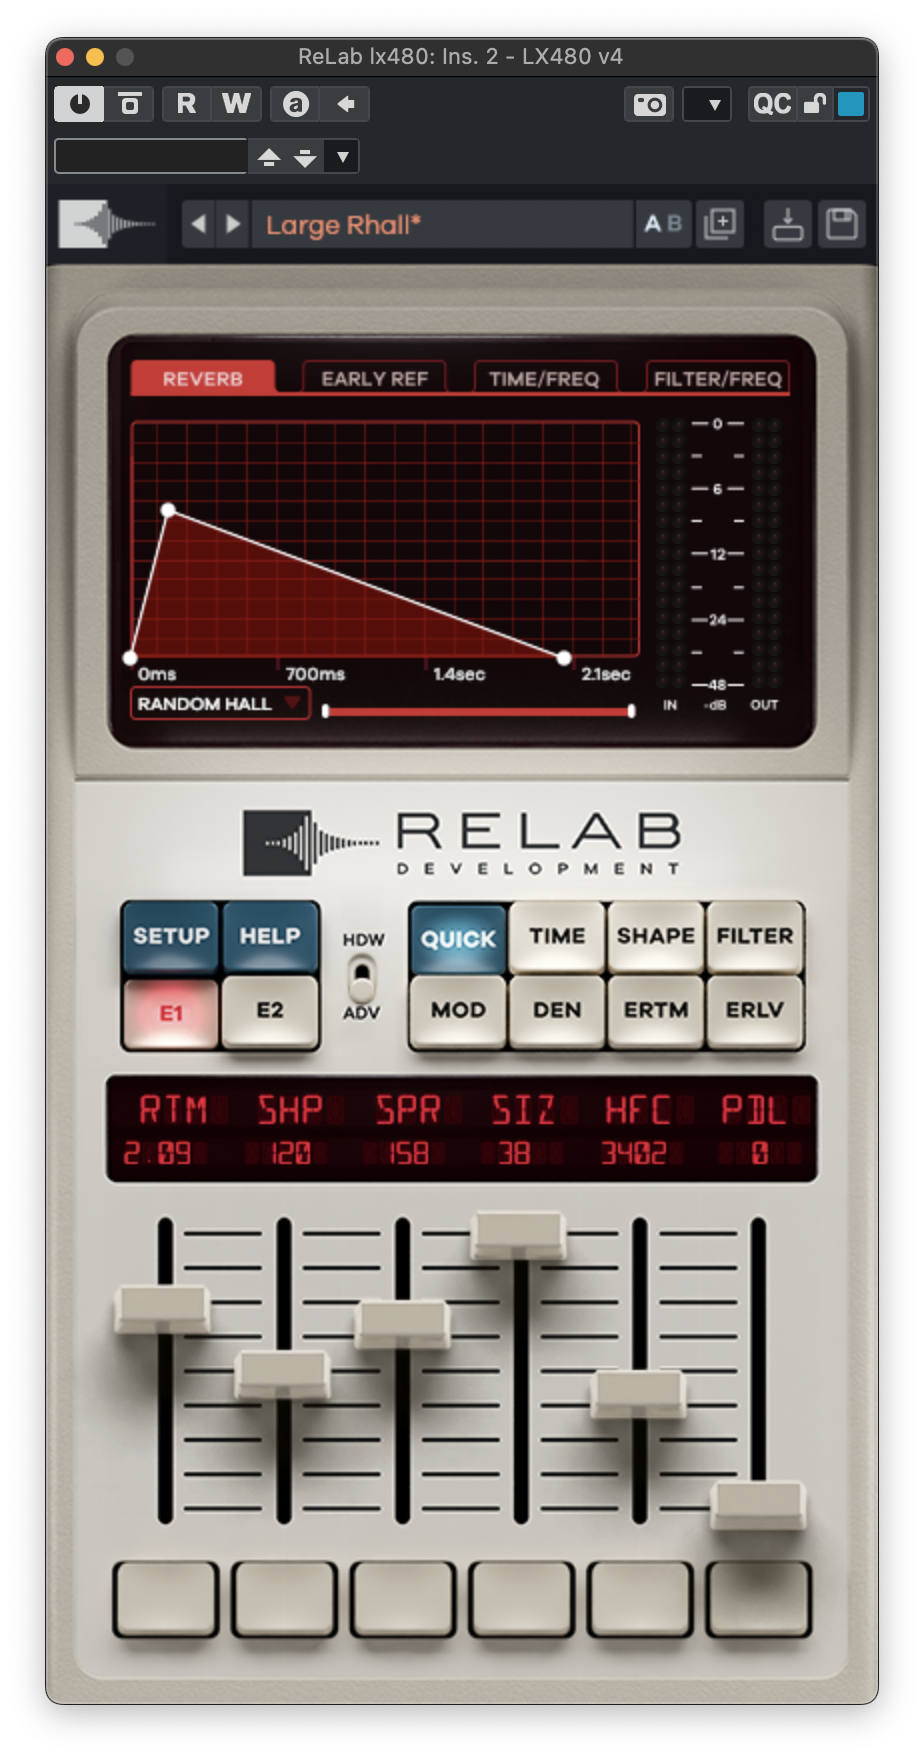 ReLab lx480: Ins. 2 - LX480 v4
R W a QC
Large Rhall* A B
REVERB EARLY REF TIME/FREQ FILTER/FREQ
0
6
12
24
48
0ms 700ms 1.4sec 2.1sec
RANDOM HALL
IN -dB OUT
RELAB
DEVELOPMENT
SETUP HELP
E1 E2
HDW
ADV
QUICK TIME SHAPE FILTER
MOD DEN ERTM ERLV
RTM SHP SPR SIZ HFC PDL
2.09 120 158 38 3402 0